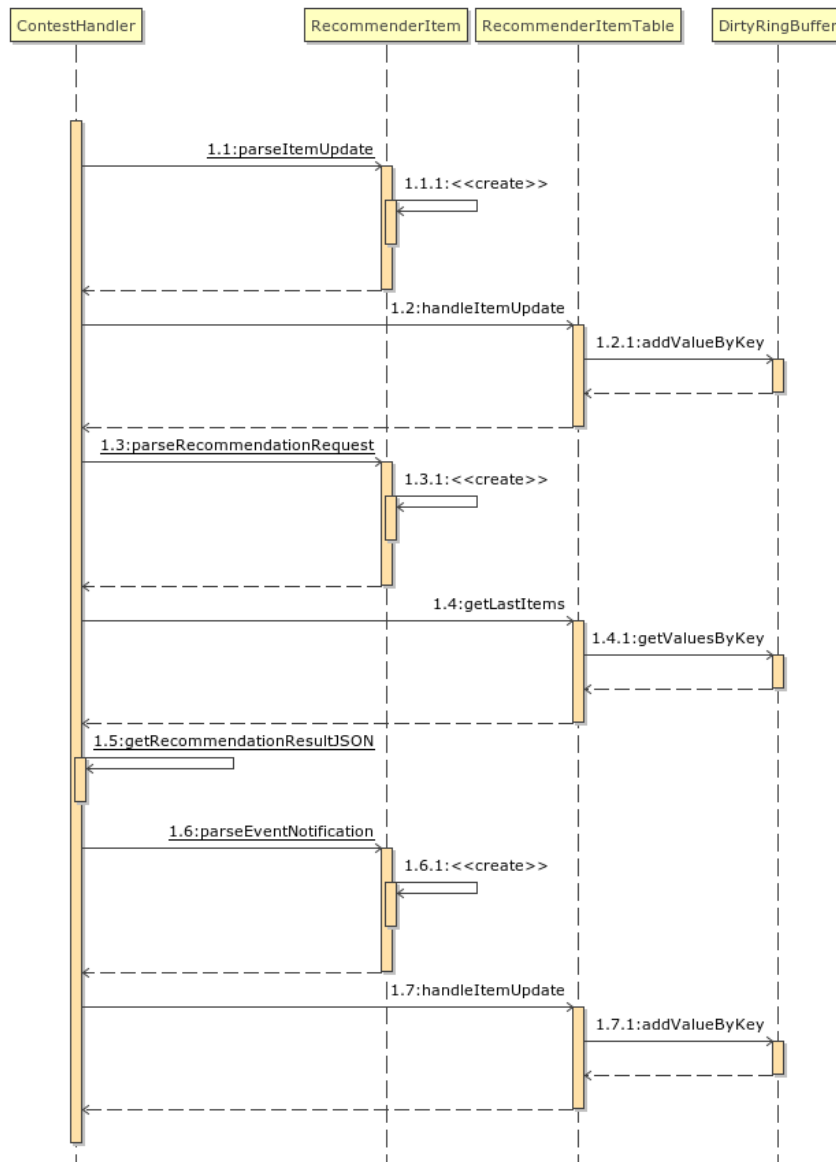 ContestHandler RecommenderItem RecommenderItemTable DirtyRingBuffer
1.1:parseItemUpdate
1.1.1:<<create>>
1.2:handleItemUpdate
1.2.1:addValueByKey
1.3:parseRecommendationRequest
1.3.1:<<create>>
1.4:getLastItems
1.4.1:getValuesByKey
1.5:getRecommendationResultJSON
1.6:parseEventNotification
1.6.1:<<create>>
1.7:handleItemUpdate
1.7.1:addValueByKey